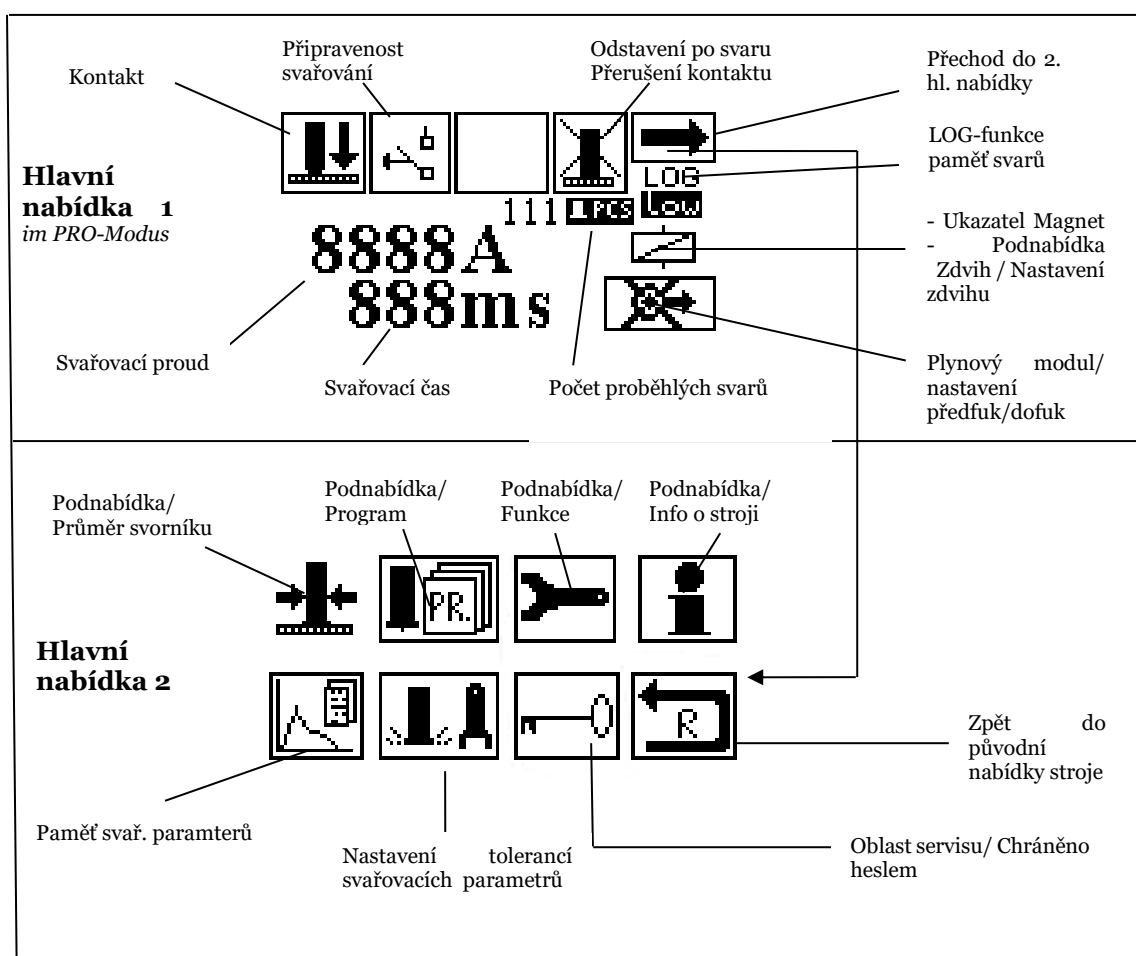 Kontakt
Připravenost
svařování
Odstavení po svaru
Přerušení kontaktu
Přechod do 2.
hl. nabídky
LOG-funkce
paměť svarů
Hlavní
nabídka 1
im PRO-Modus
LOG
Low
111 1 PCS
8888A
888ms
- Ukazatel Magnet
- Podnabídka
Zdvih / Nastavení
zdvihu
Svařovací proud
Svařovací čas
Počet proběhlých svarů
Plynový modul/
nastavení
předfuk/dofuk
Podnabídka/
Průměr svorníku
Podnabídka/
Program
Podnabídka/
Funkce
Podnabídka/
Info o stroji
PR.
Hlavní
nabídka 2
R
Zpět do
původní
nabídky stroje
Paměť svař. paramterů
Nastavení tolerancí
svařovacích parametrů
Oblast servisu/ Chráněno
heslem